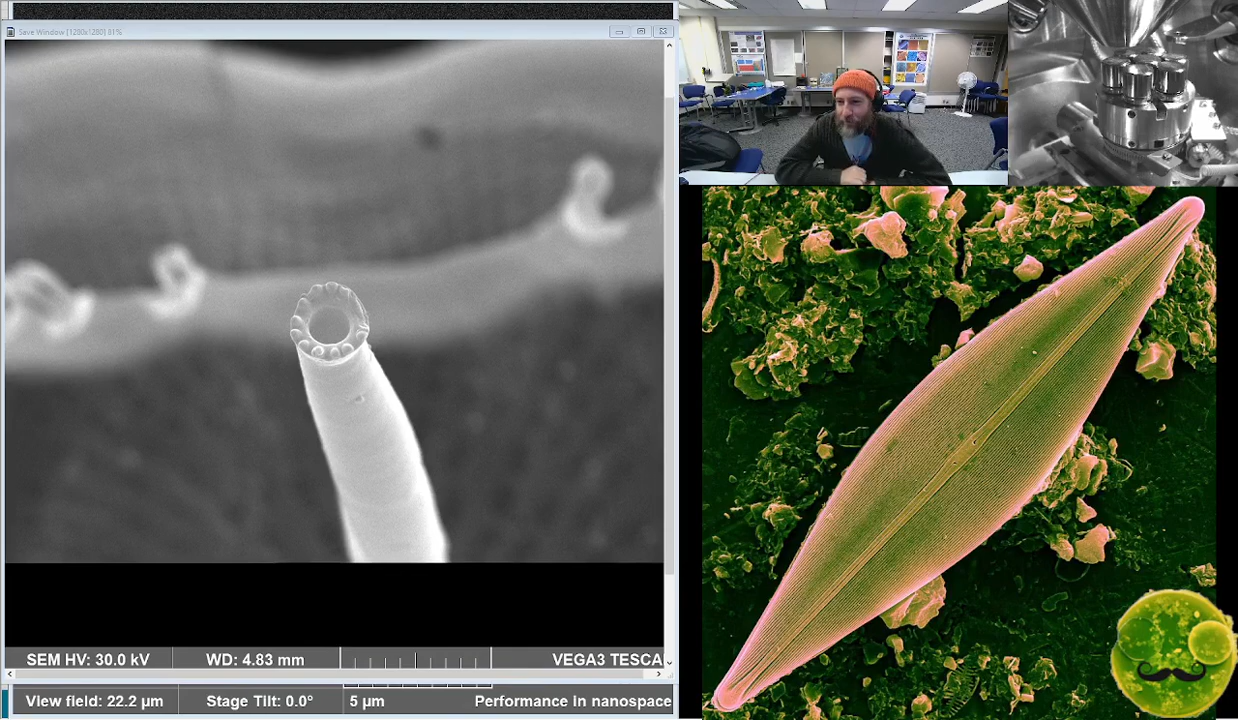 Save Window [1280x1280] 81%
SEM HV: 30.0 kV
WD: 4.83 mm
VEGA3 TESCA
View field: 22.2 µm
Stage Tilt: 0.0°
5 µm
Performance in nanospace